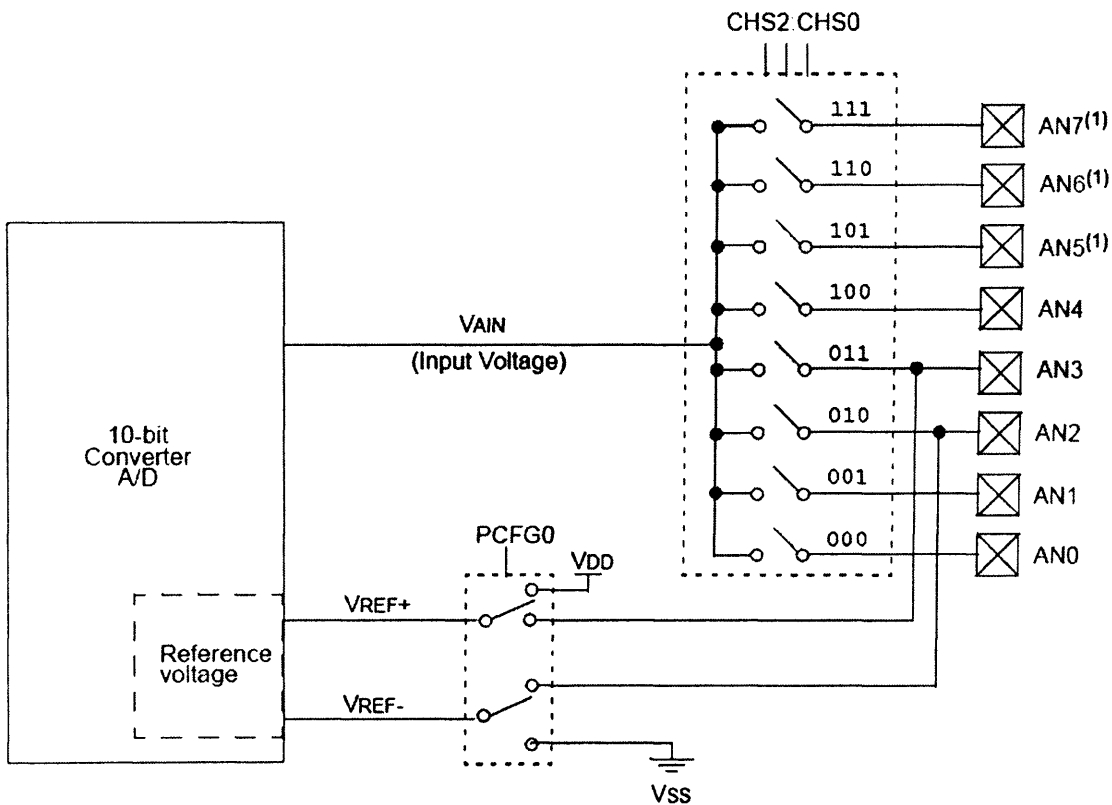 CHS2:CHS0
111
AN7(1)
110
AN6(1)
101
AN5(1)
100
AN4
VAIN
(Input Voltage)
011
AN3
010
AN2
10-bit
Converter
A/D
001
AN1
PCFG0
000
AN0
VDD
VREF+
Reference
voltage
VREF-
VSS